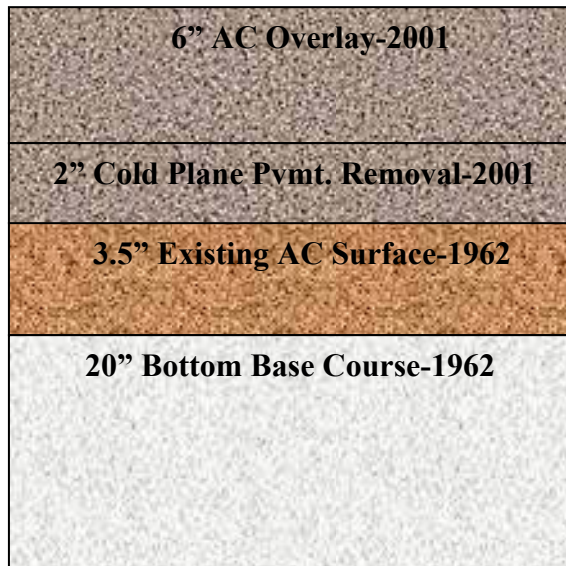 6” AC Overlay-2001
2” Cold Plane Pvmt. Removal-2001
3.5” Existing AC Surface-1962
20” Bottom Base Course-1962